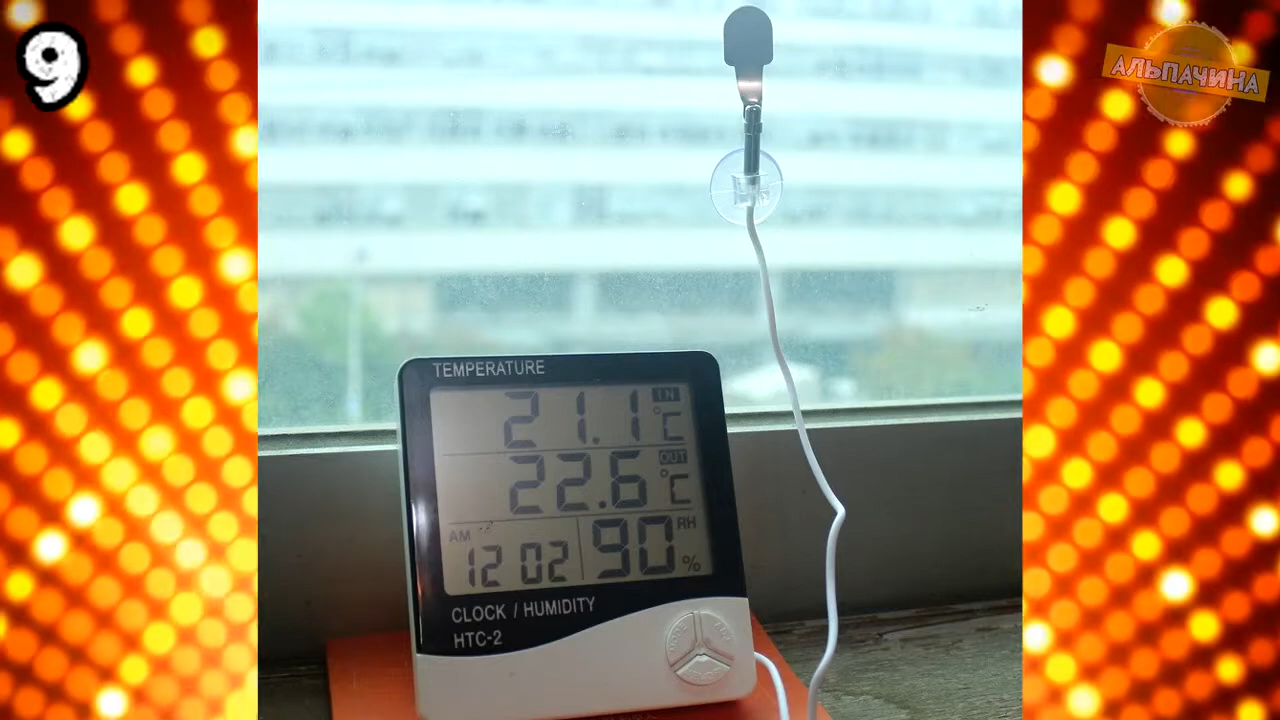 9
АЛЬПАЧИНА
TEMPERATURE
21.1 °C IN
22.6 °C OUT
AM 12 02 90 % RH
CLOCK / HUMIDITY
HTC-2